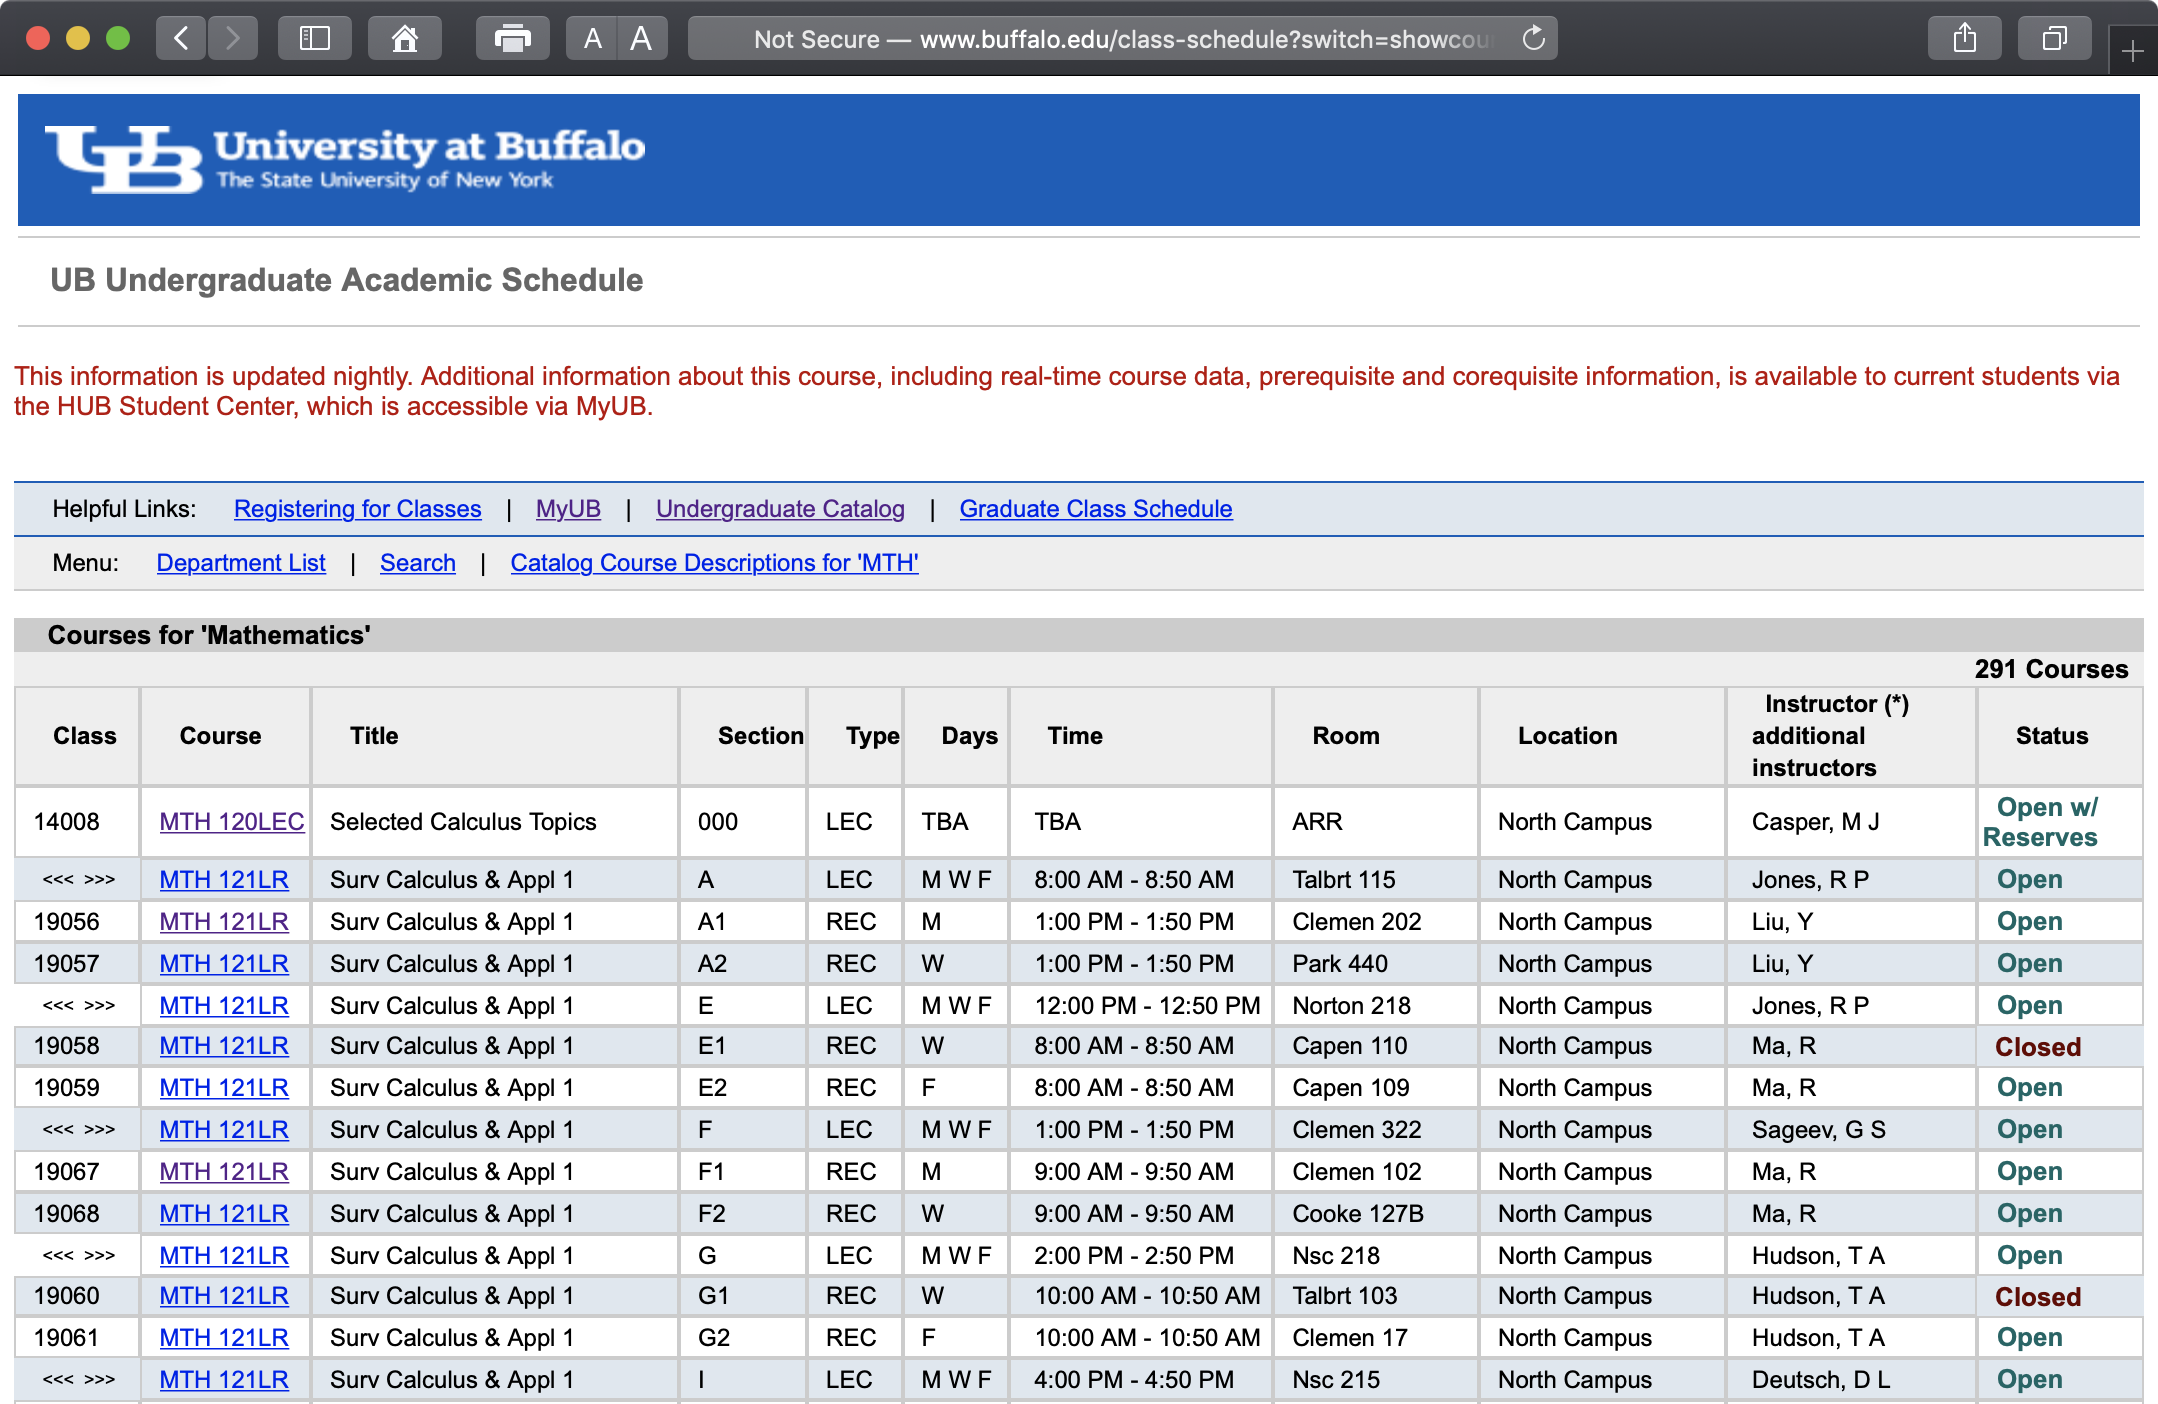 A A Not Secure — www.buffalo.edu/class-schedule?switch=showcou
University at Buffalo
The State University of New York
UB Undergraduate Academic Schedule
This information is updated nightly. Additional information about this course, including real-time course data, prerequisite and corequisite information, is available to current students via
the HUB Student Center, which is accessible via MyUB.
Helpful Links: Registering for Classes | MyUB | Undergraduate Catalog | Graduate Class Schedule
Menu: Department List | Search | Catalog Course Descriptions for 'MTH'
Courses for 'Mathematics'
291 Courses
Class Course Title Section Type Days Time Room Location Instructor (*) additional instructors Status
14008 MTH 120LEC Selected Calculus Topics 000 LEC TBA TBA ARR North Campus Casper, M J Open w/ Reserves
<<< >>> MTH 121LR Surv Calculus & Appl 1 A LEC M W F 8:00 AM - 8:50 AM Talbrt 115 North Campus Jones, R P Open
19056 MTH 121LR Surv Calculus & Appl 1 A1 REC M 1:00 PM - 1:50 PM Clemen 202 North Campus Liu, Y Open
19057 MTH 121LR Surv Calculus & Appl 1 A2 REC W 1:00 PM - 1:50 PM Park 440 North Campus Liu, Y Open
<<< >>> MTH 121LR Surv Calculus & Appl 1 E LEC M W F 12:00 PM - 12:50 PM Norton 218 North Campus Jones, R P Open
19058 MTH 121LR Surv Calculus & Appl 1 E1 REC W 8:00 AM - 8:50 AM Capen 110 North Campus Ma, R Closed
19059 MTH 121LR Surv Calculus & Appl 1 E2 REC F 8:00 AM - 8:50 AM Capen 109 North Campus Ma, R Open
<<< >>> MTH 121LR Surv Calculus & Appl 1 F LEC M W F 1:00 PM - 1:50 PM Clemen 322 North Campus Sageev, G S Open
19067 MTH 121LR Surv Calculus & Appl 1 F1 REC M 9:00 AM - 9:50 AM Clemen 102 North Campus Ma, R Open
19068 MTH 121LR Surv Calculus & Appl 1 F2 REC W 9:00 AM - 9:50 AM Cooke 127B North Campus Ma, R Open
<<< >>> MTH 121LR Surv Calculus & Appl 1 G LEC M W F 2:00 PM - 2:50 PM Nsc 218 North Campus Hudson, T A Open
19060 MTH 121LR Surv Calculus & Appl 1 G1 REC W 10:00 AM - 10:50 AM Talbrt 103 North Campus Hudson, T A Closed
19061 MTH 121LR Surv Calculus & Appl 1 G2 REC F 10:00 AM - 10:50 AM Clemen 17 North Campus Hudson, T A Open
<<< >>> MTH 121LR Surv Calculus & Appl 1 I LEC M W F 4:00 PM - 4:50 PM Nsc 215 North Campus Deutsch, D L Open